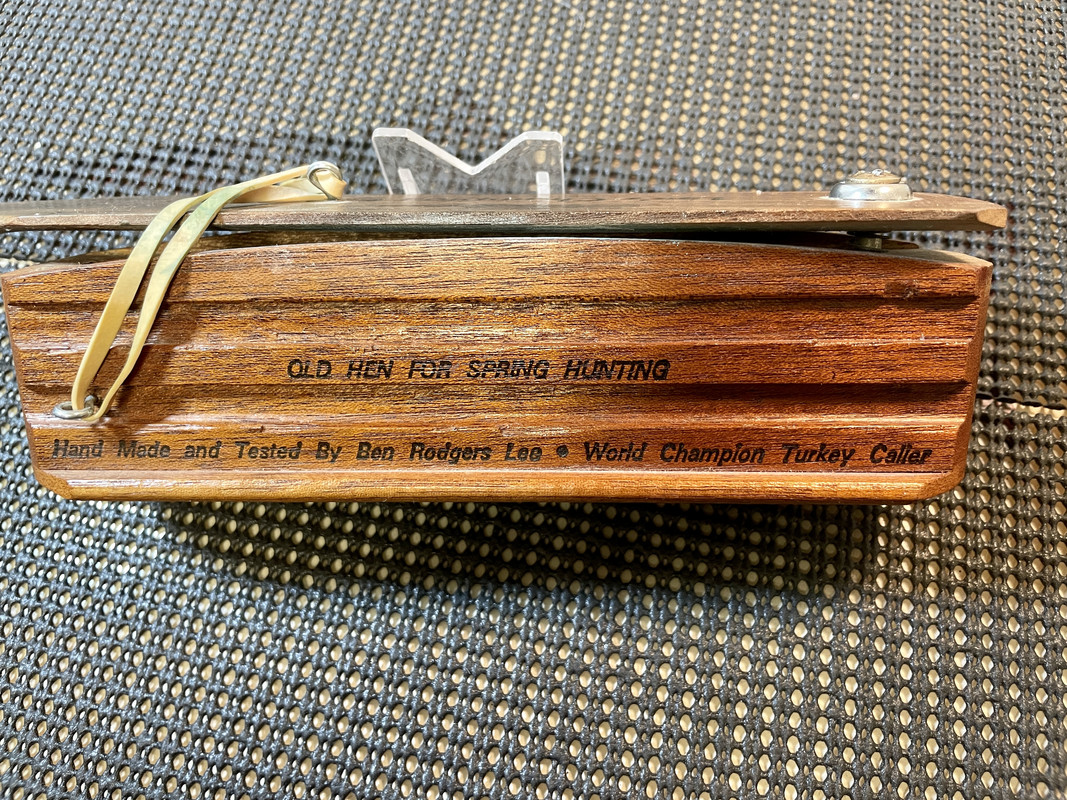 OLD HEN FOR SPRING HUNTING
Hand Made and Tested By Ben Rodgers Lee • World Champion Turkey Caller